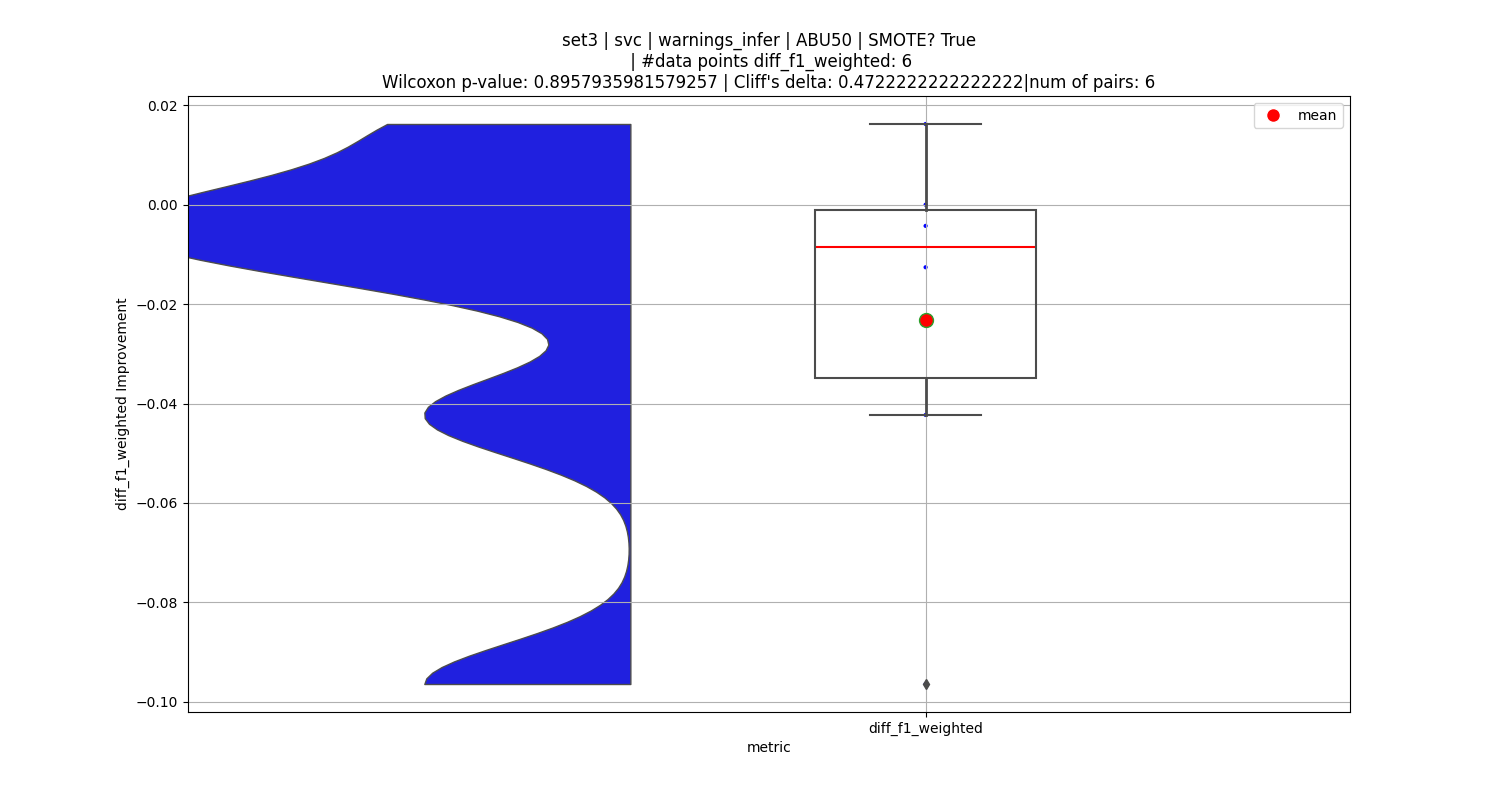 set3 | svc | warnings_infer | ABU50 | SMOTE? True
| #data points diff_f1_weighted: 6
Wilcoxon p-value: 0.8957935981579257 | Cliff's delta: 0.4722222222222222|num of pairs: 6
mean
0.02
0.00
−0.02
−0.04
−0.06
−0.08
−0.10
diff_f1_weighted Improvement
diff_f1_weighted
metric